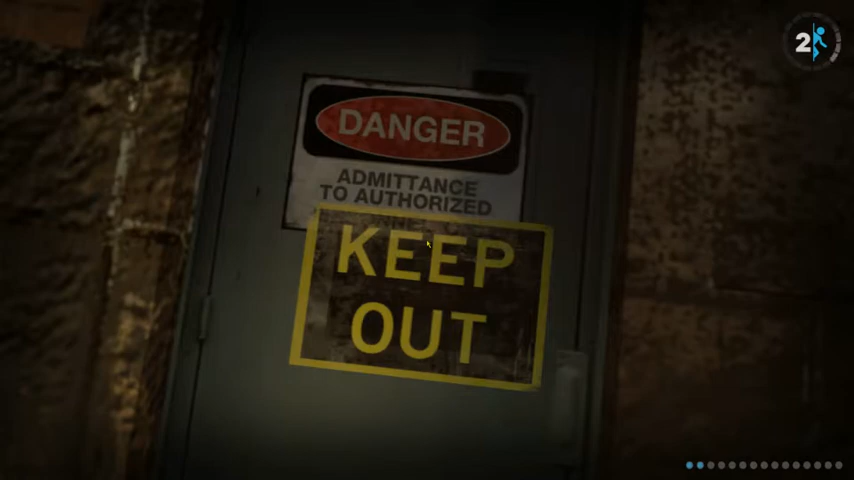 2
DANGER
ADMITTANCE
TO AUTHORIZED
KEEP
OUT